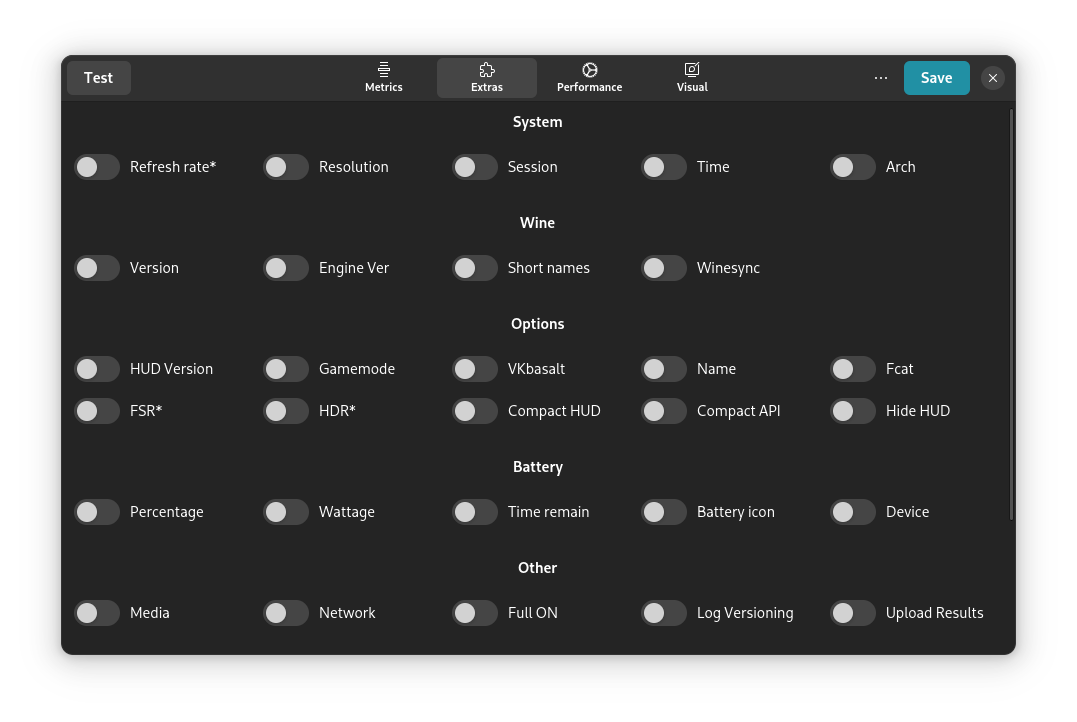 Test
Metrics
Extras
Performance
Visual
Save
System
Refresh rate* Resolution Session Time Arch
Wine
Version Engine Ver Short names Winesync
Options
HUD Version Gamemode VKbasalt Name Fcat
FSR* HDR* Compact HUD Compact API Hide HUD
Battery
Percentage Wattage Time remain Battery icon Device
Other
Media Network Full ON Log Versioning Upload Results